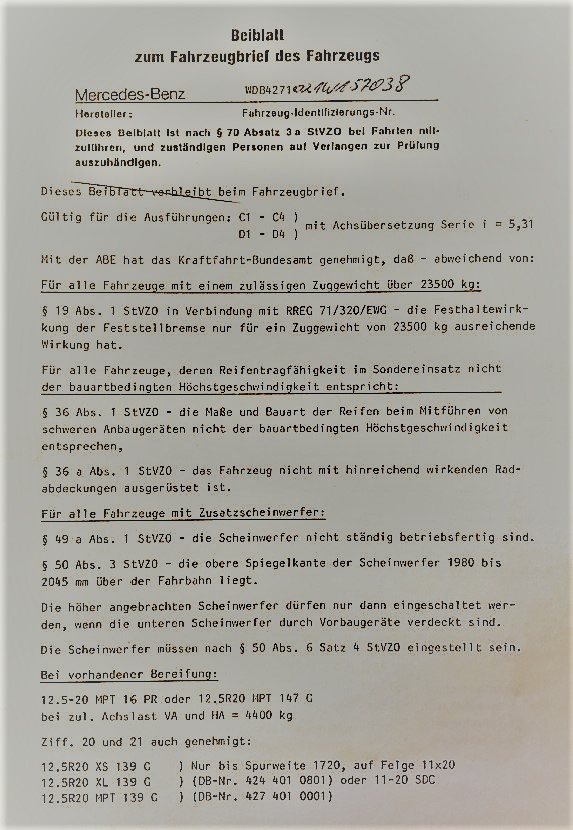 Beiblatt
zum Fahrzeugbrief des Fahrzeugs
Mercedes-Benz WDB4271221W157038
Hersteller: Fahrzeug-Identifizierungs-Nr.
Dieses Beiblatt ist nach § 70 Absatz 3a StVZO bei Fahrten mit-
zuführen, und zuständigen Personen auf Verlangen zur Prüfung
auszuhändigen.
Dieses Beiblatt verbleibt beim Fahrzeugbrief.
Gültig für die Ausführungen: C1 - C4 ) mit Achsübersetzung Serie i = 5,31
D1 - D4 )
Mit der ABE hat das Kraftfahrt-Bundesamt genehmigt, daß - abweichend von:
Für alle Fahrzeuge mit einem zulässigen Zuggewicht über 23500 kg:
§ 19 Abs. 1 StVZO in Verbindung mit RREG 71/320/EWG - die Festhaltewirk-
kung der Feststellbremse nur für ein Zuggewicht von 23500 kg ausreichende
Wirkung hat.
Für alle Fahrzeuge, deren Reifentragfähigkeit im Sondereinsatz nicht
der bauartbedingten Höchstgeschwindigkeit entspricht:
§ 36 Abs. 1 StVZO - die Maße und Bauart der Reifen beim Mitführen von
schweren Anbaugeräten nicht der bauartbedingten Höchstgeschwindigkeit
entsprechen,
§ 36 a Abs. 1 StVZO - das Fahrzeug nicht mit hinreichend wirkenden Rad-
abdeckungen ausgerüstet ist.
Für alle Fahrzeuge mit Zusatzscheinwerfer:
§ 49 a Abs. 1 StVZO - die Scheinwerfer nicht ständig betriebsfertig sind.
§ 50 Abs. 3 StVZO - die obere Spiegelkante der Scheinwerfer 1980 bis
2045 mm über der Fahrbahn liegt.
Die höher angebrachten Scheinwerfer dürfen nur dann eingeschaltet wer-
den, wenn die unteren Scheinwerfer durch Vorbaugeräte verdeckt sind.
Die Scheinwerfer müssen nach § 50 Abs. 6 Satz 4 StVZO eingestellt sein.
Bei vorhandener Bereifung:
12.5-20 MPT 16 PR oder 12.5R20 MPT 147 G
bei zul. Achslast VA und HA = 4400 kg
Ziff. 20 und 21 auch genehmigt:
12.5R20 XS 139 G ) Nur bis Spurweite 1720, auf Felge 11x20
12.5R20 XL 139 G ) (DB-Nr. 424 401 0801) oder 11-20 SDC
12.5R20 MPT 139 G ) (DB-Nr. 427 401 0001)